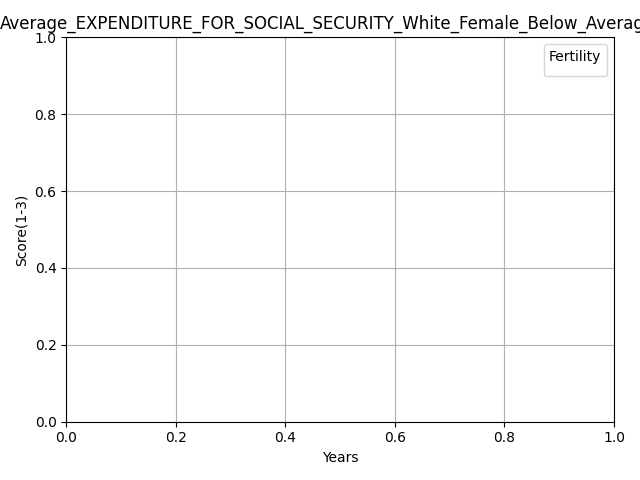 Average_EXPENDITURE_FOR_SOCIAL_SECURITY_White_Female_Below_Averag
Fertility
Score(1-3)
1.0
0.8
0.6
0.4
0.2
0.0
0.0 0.2 0.4 0.6 0.8 1.0
Years